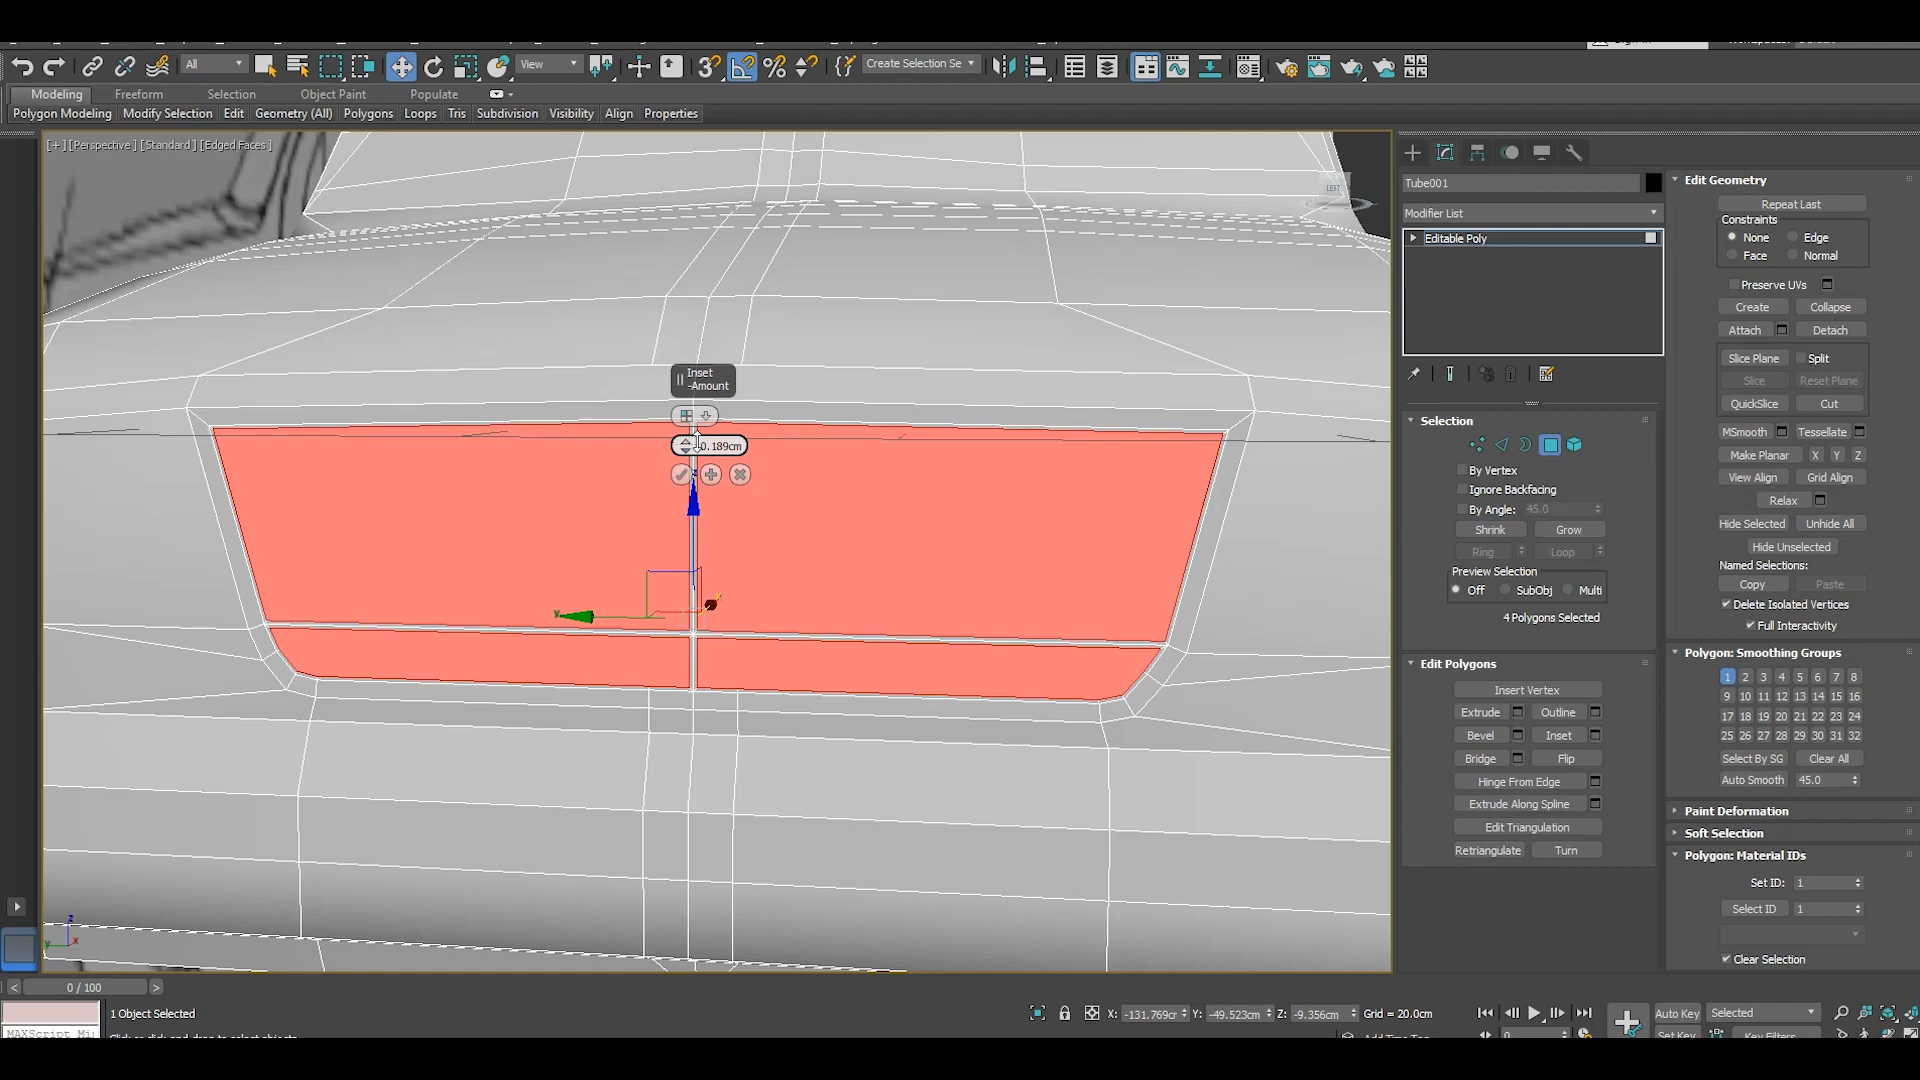 All
View
Create Selection Se
Modeling Freeform Selection Object Paint Populate
Polygon Modeling Modify Selection Edit Geometry (All) Polygons Loops Tris Subdivision Visibility Align Properties
[+] [Perspective] [Standard] [Edged Faces]
LEFT
Inset
-Amount
0.189cm
Tube001
Modifier List
Editable Poly
Selection
By Vertex
Ignore Backfacing
By Angle: 45.0
Shrink Grow
Ring Loop
Preview Selection
Off SubObj Multi
4 Polygons Selected
Edit Polygons
Insert Vertex
Extrude Outline
Bevel Inset
Bridge Flip
Hinge From Edge
Extrude Along Spline
Edit Triangulation
Retriangulate Turn
Edit Geometry
Repeat Last
Constraints
None Edge
Face Normal
Preserve UVs
Create Collapse
Attach Detach
Slice Plane Split
Slice Reset Plane
QuickSlice Cut
MSmooth Tessellate
Make Planar X Y Z
View Align Grid Align
Relax
Hide Selected Unhide All
Hide Unselected
Named Selections:
Copy Paste
Delete Isolated Vertices
Full Interactivity
Polygon: Smoothing Groups
1 2 3 4 5 6 7 8
9 10 11 12 13 14 15 16
17 18 19 20 21 22 23 24
25 26 27 28 29 30 31 32
Select By SG Clear All
Auto Smooth 45.0
Paint Deformation
Soft Selection
Polygon: Material IDs
Set ID: 1
Select ID 1
Clear Selection
z
y x
< 0 / 100 >
1 Object Selected
X: -131.769cr Y: -49.523cm Z: -9.356cm Grid = 20.0cm
Auto Key Selected
MAXScript Mi